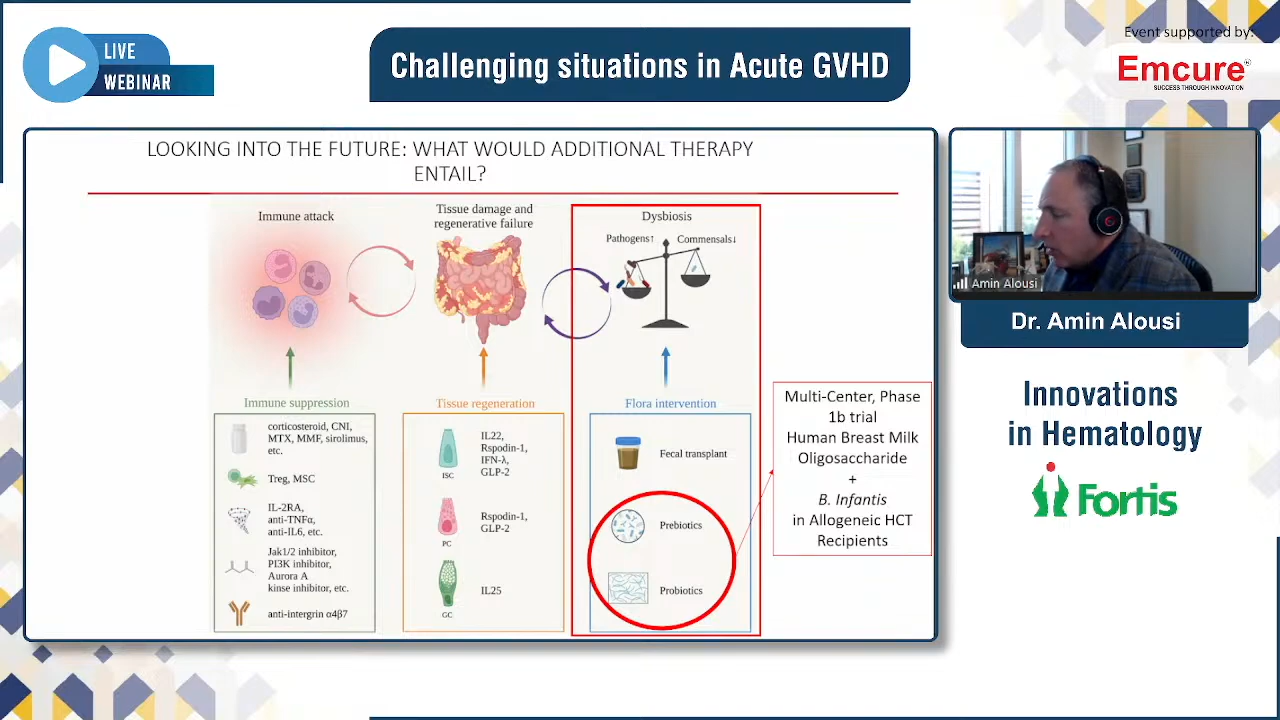 LIVE
WEBINAR
Challenging situations in Acute GVHD
Event supported by:
Emcure®
SUCCESS THROUGH INNOVATION
LOOKING INTO THE FUTURE: WHAT WOULD ADDITIONAL THERAPY
ENTAIL?
Immune attack
Tissue damage and
regenerative failure
Dysbiosis
Pathogens↑
Commensals↓
Immune suppression
corticosteroid, CNI,
MTX, MMF, sirolimus,
etc.
Treg, MSC
IL-2RA,
anti-TNFα,
anti-IL6, etc.
Jak1/2 inhibitor,
PI3K inhibitor,
Aurora A
kinse inhibitor, etc.
anti-intergrin α4β7
Tissue regeneration
ISC
IL22,
Rspodin-1,
IFN-λ,
GLP-2
PC
Rspodin-1,
GLP-2
GC
IL25
Flora intervention
Fecal transplant
Prebiotics
Probiotics
Multi-Center, Phase
1b trial
Human Breast Milk
Oligosaccharide
+
B. Infantis
in Allogeneic HCT
Recipients
Amin Alousi
Dr. Amin Alousi
Innovations
in Hematology
Fortis